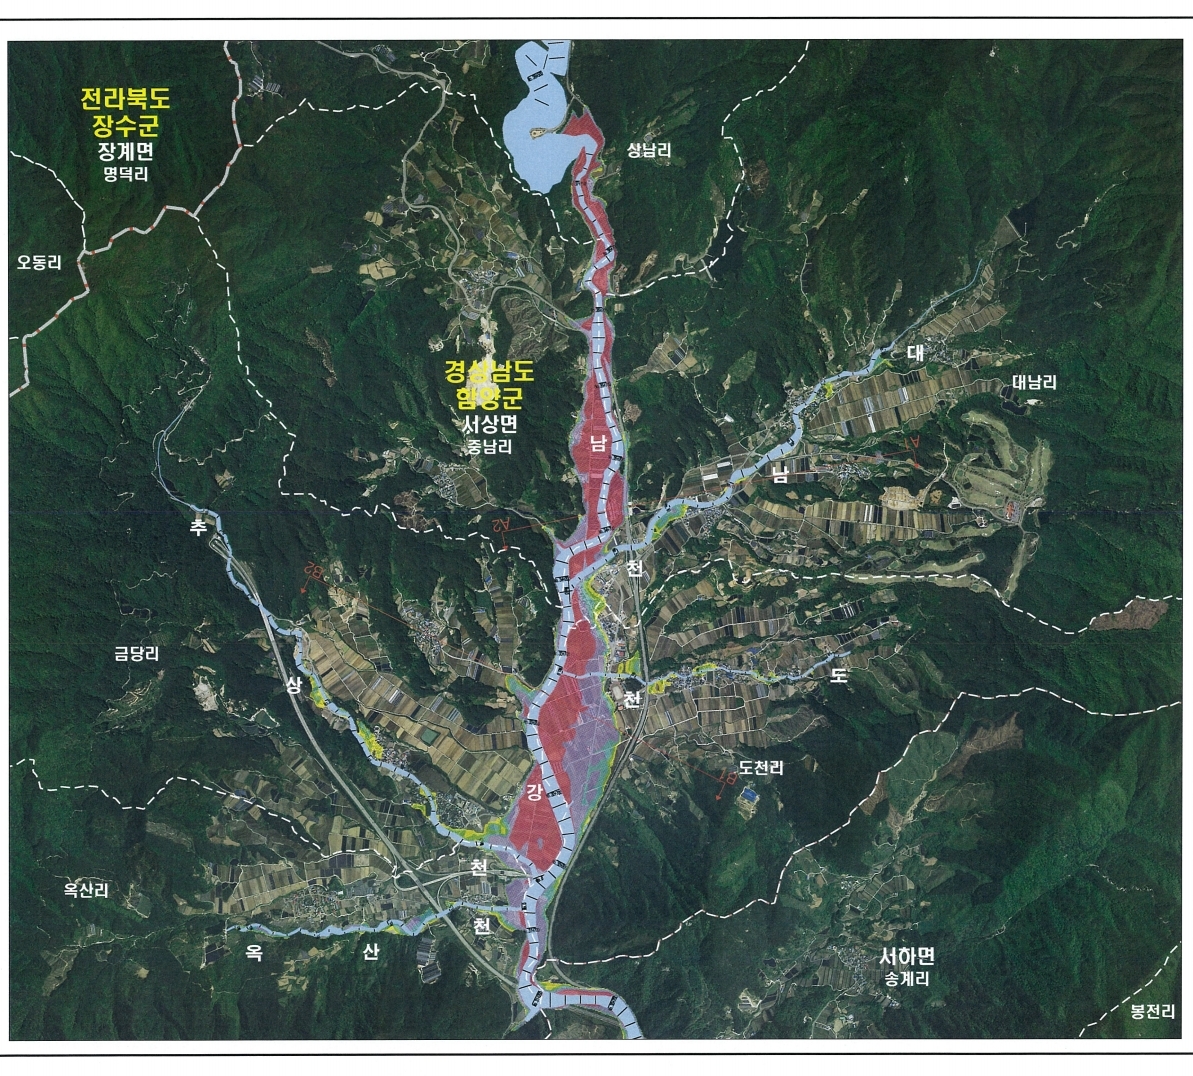 전라북도
장수군
장계면
명덕리
상남리
오동리
경상남도
함양군
서상면
중남리
대
대남리
남
남
A1
A2
추
천
B2
금당리
상
도
천
도천리
B1
강
천
옥산리
천
옥
산
서하면
송계리
봉전리